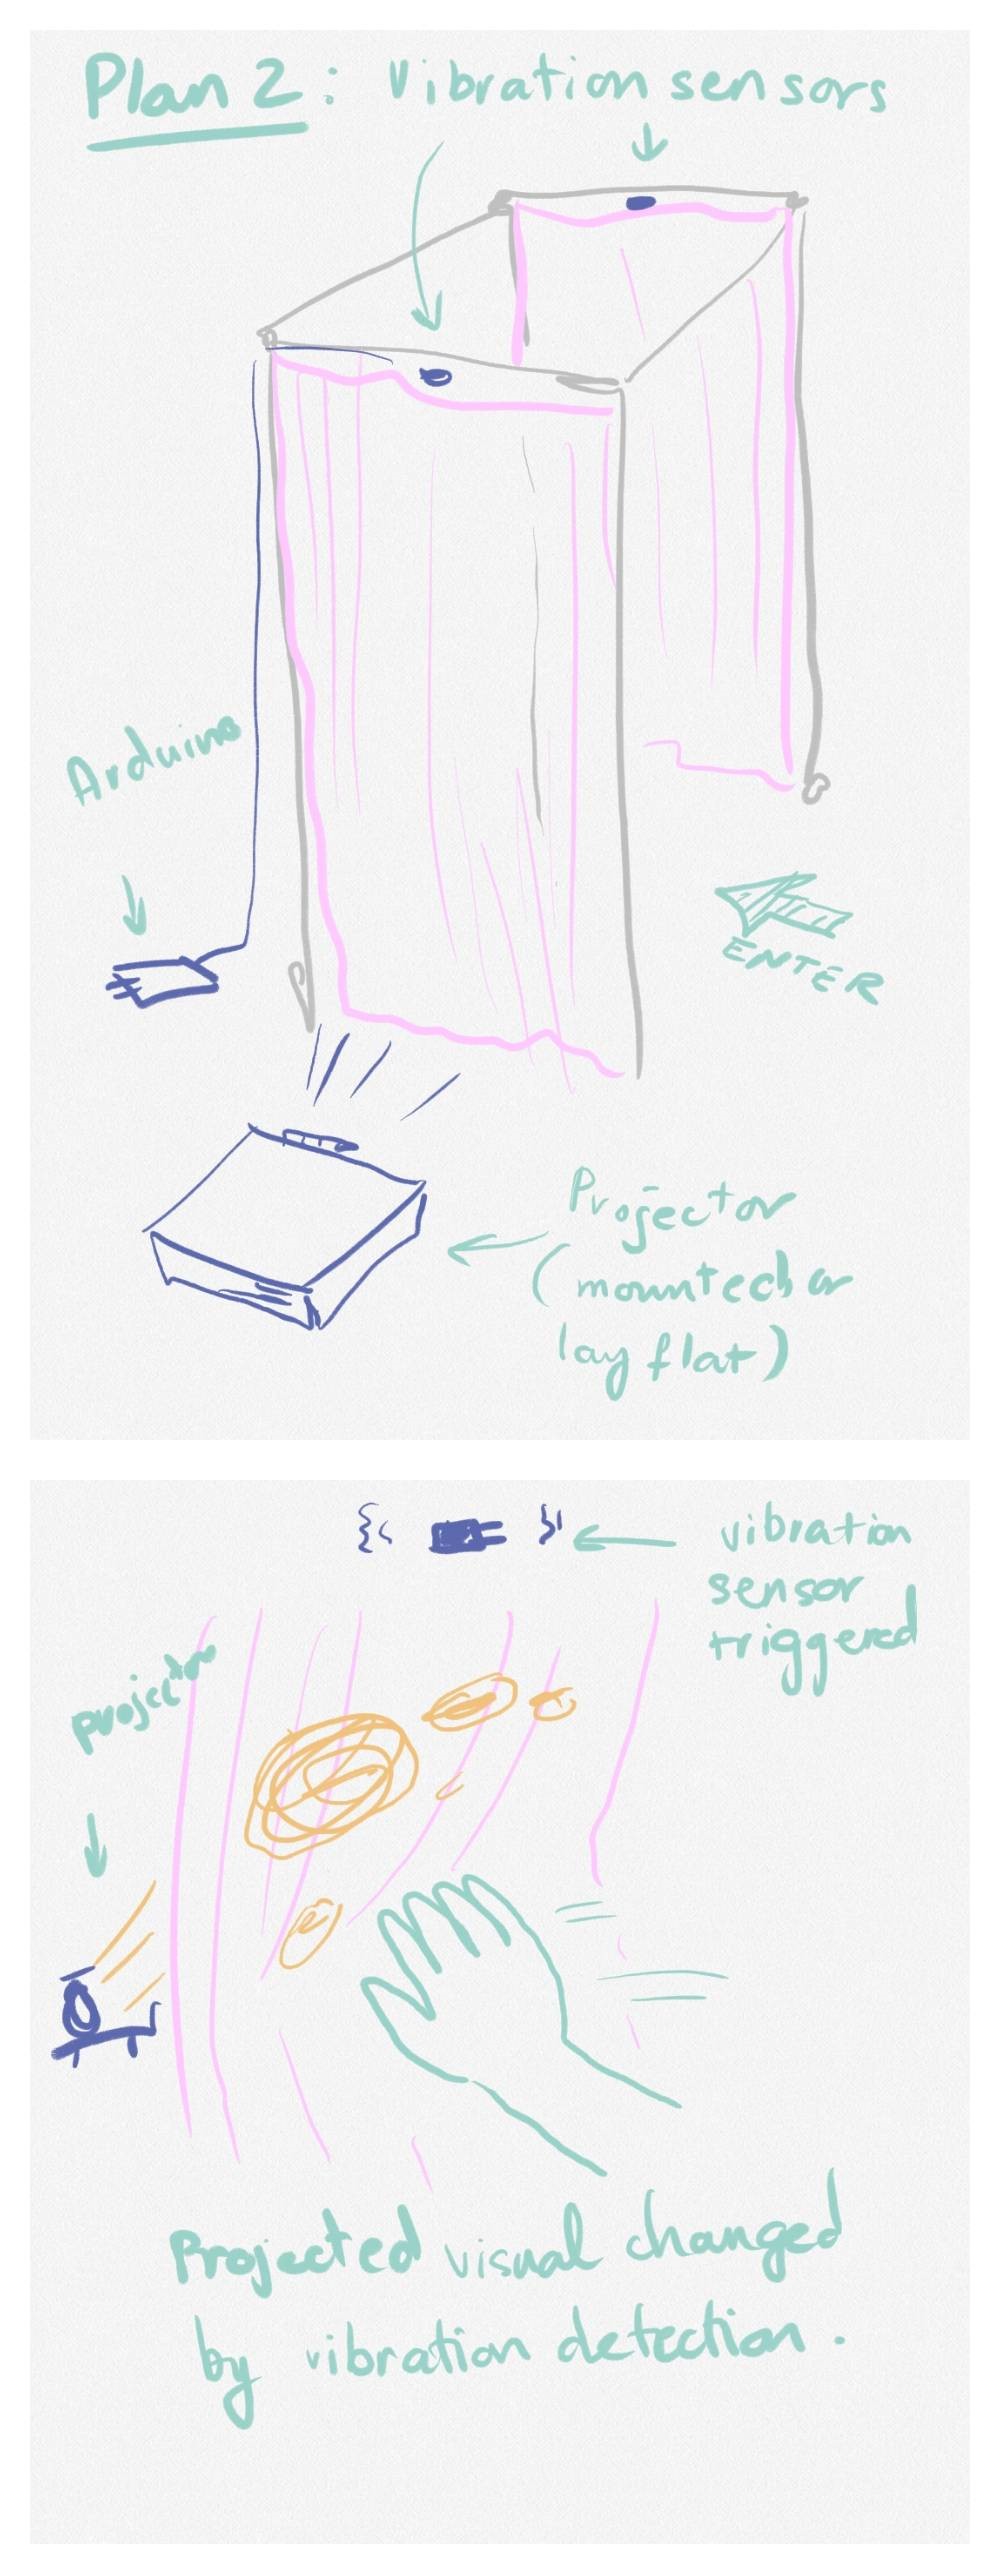 Plan 2: Vibration sensors
Arduino
ENTER
Projector
(mounted or
lay flat)
vibration
sensor
triggered
projector
Projected visual changed
by vibration detection.